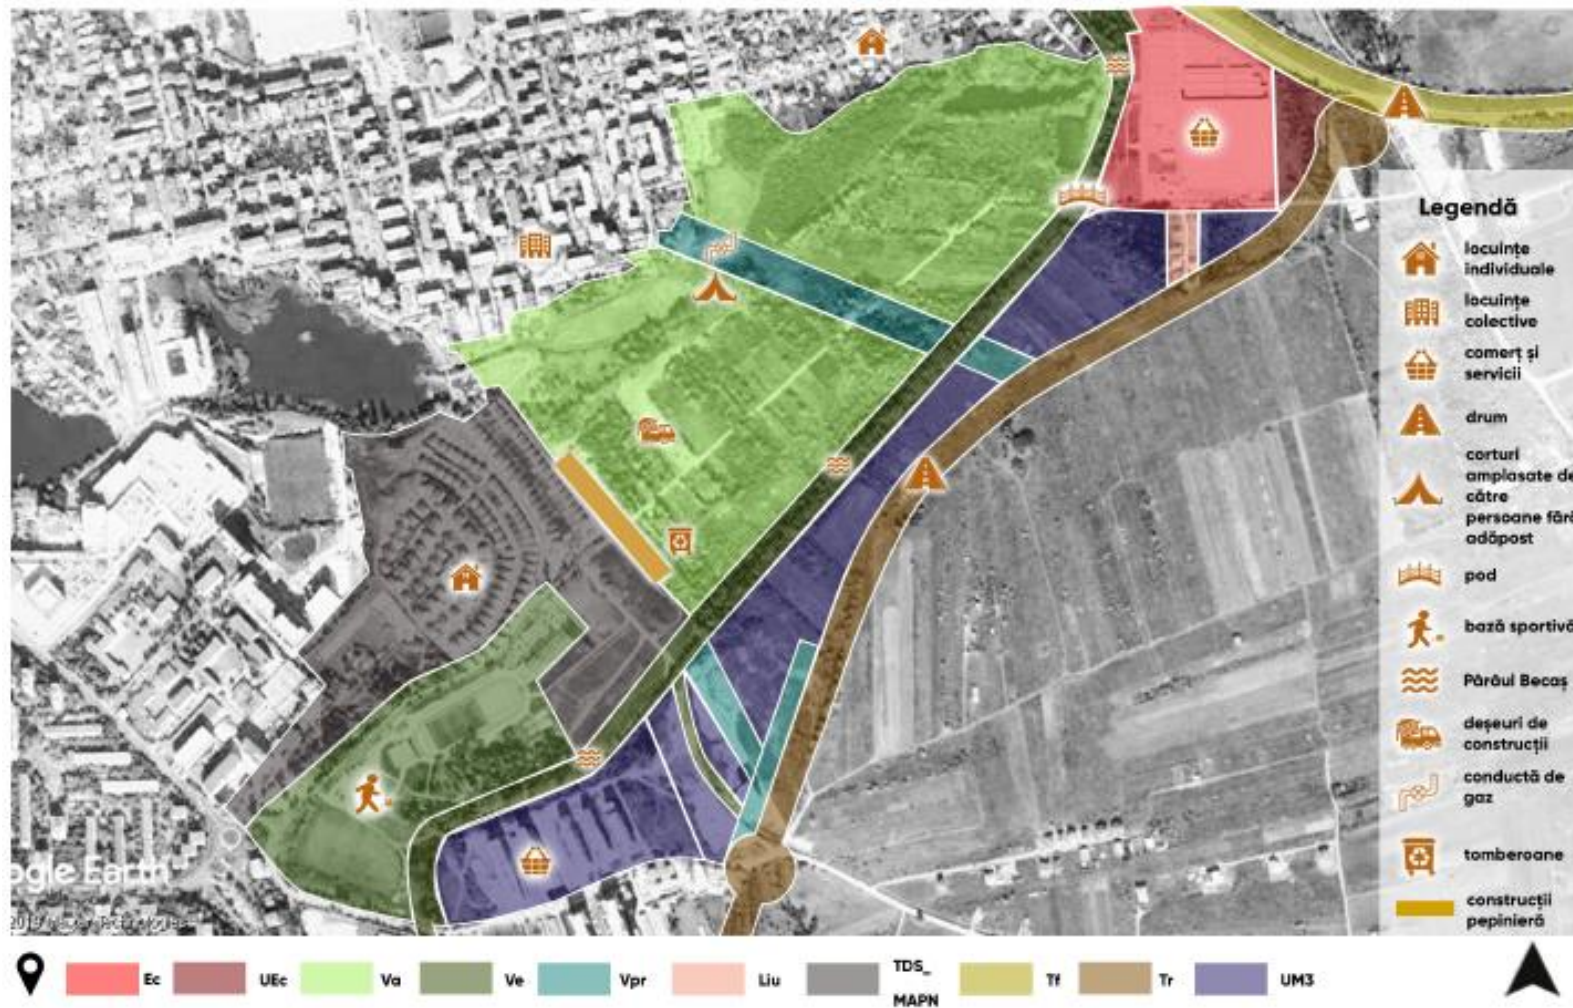 Legendă
locuințe
individuale
locuințe
colective
comerț și
servicii
drum
corturi
amplasate de
către
persoane fără
adăpost
pod
bază sportivă
Pârâul Becaș
deșeuri de
construcții
conductă de
gaz
tomberoane
construcții
pepinieră
ogle Earth
Ec
UEc
Va
Ve
Vpr
Liu
TDS_
MAPN
Tf
Tr
UM3